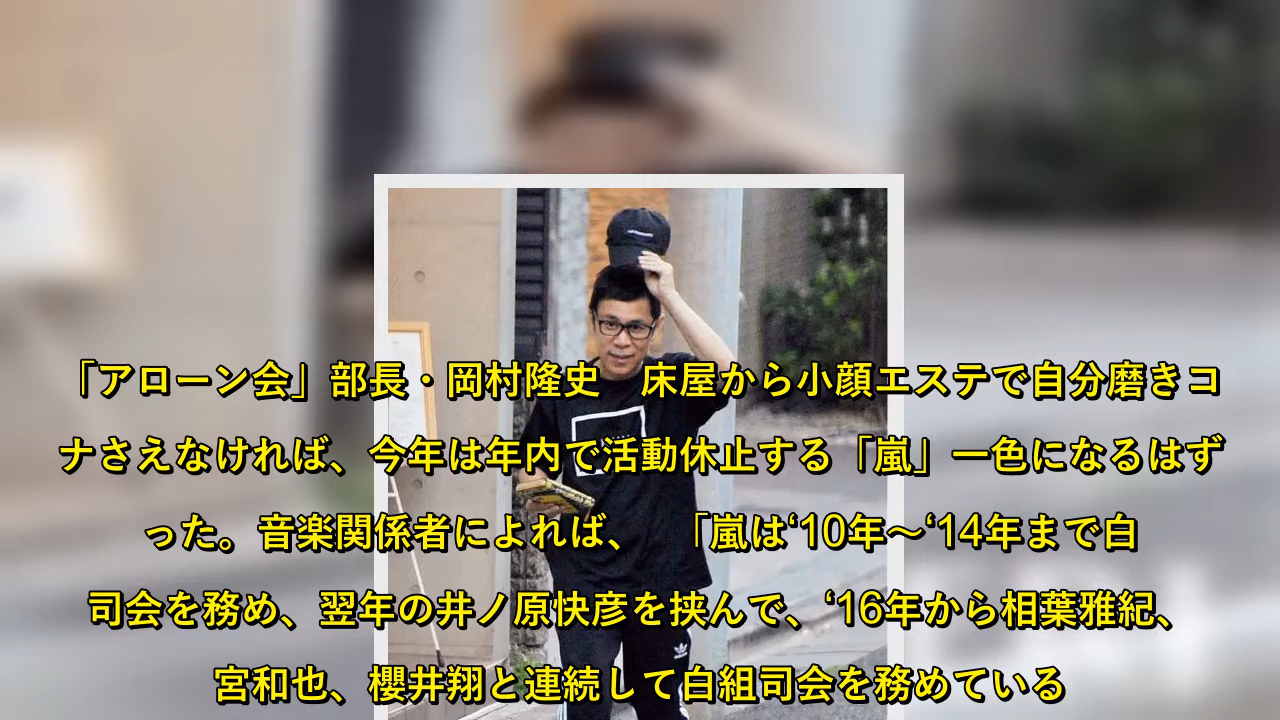 「アローン会」部長・岡村隆史　床屋から小顔エステで自分磨きコ
ナさえなければ、今年は年内で活動休止する「嵐」一色になるはず
った。音楽関係者によれば、　「嵐は‘10年～‘14年まで白
司会を務め、翌年の井ノ原快彦を挟んで、‘16年から相葉雅紀、
宮和也、櫻井翔と連続して白組司会を務めている